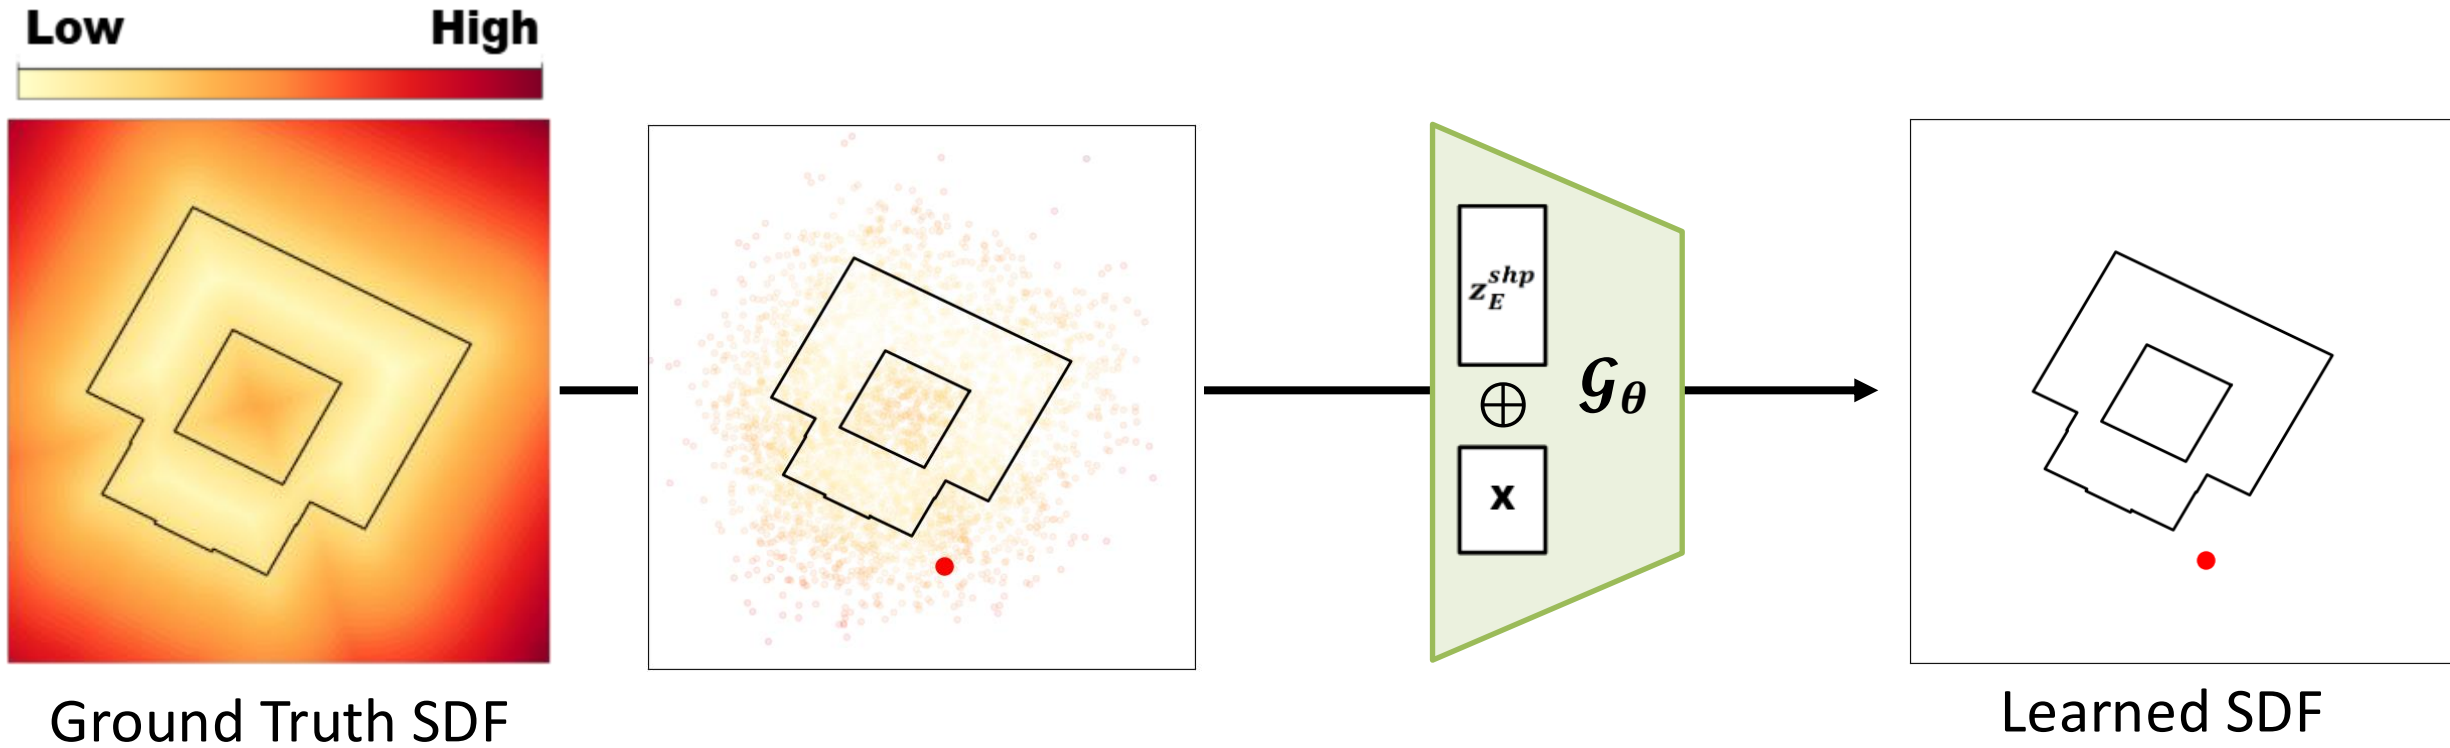 Low High
z_E^{shp}
⊕ 𝒢_θ
x
Ground Truth SDF
Learned SDF